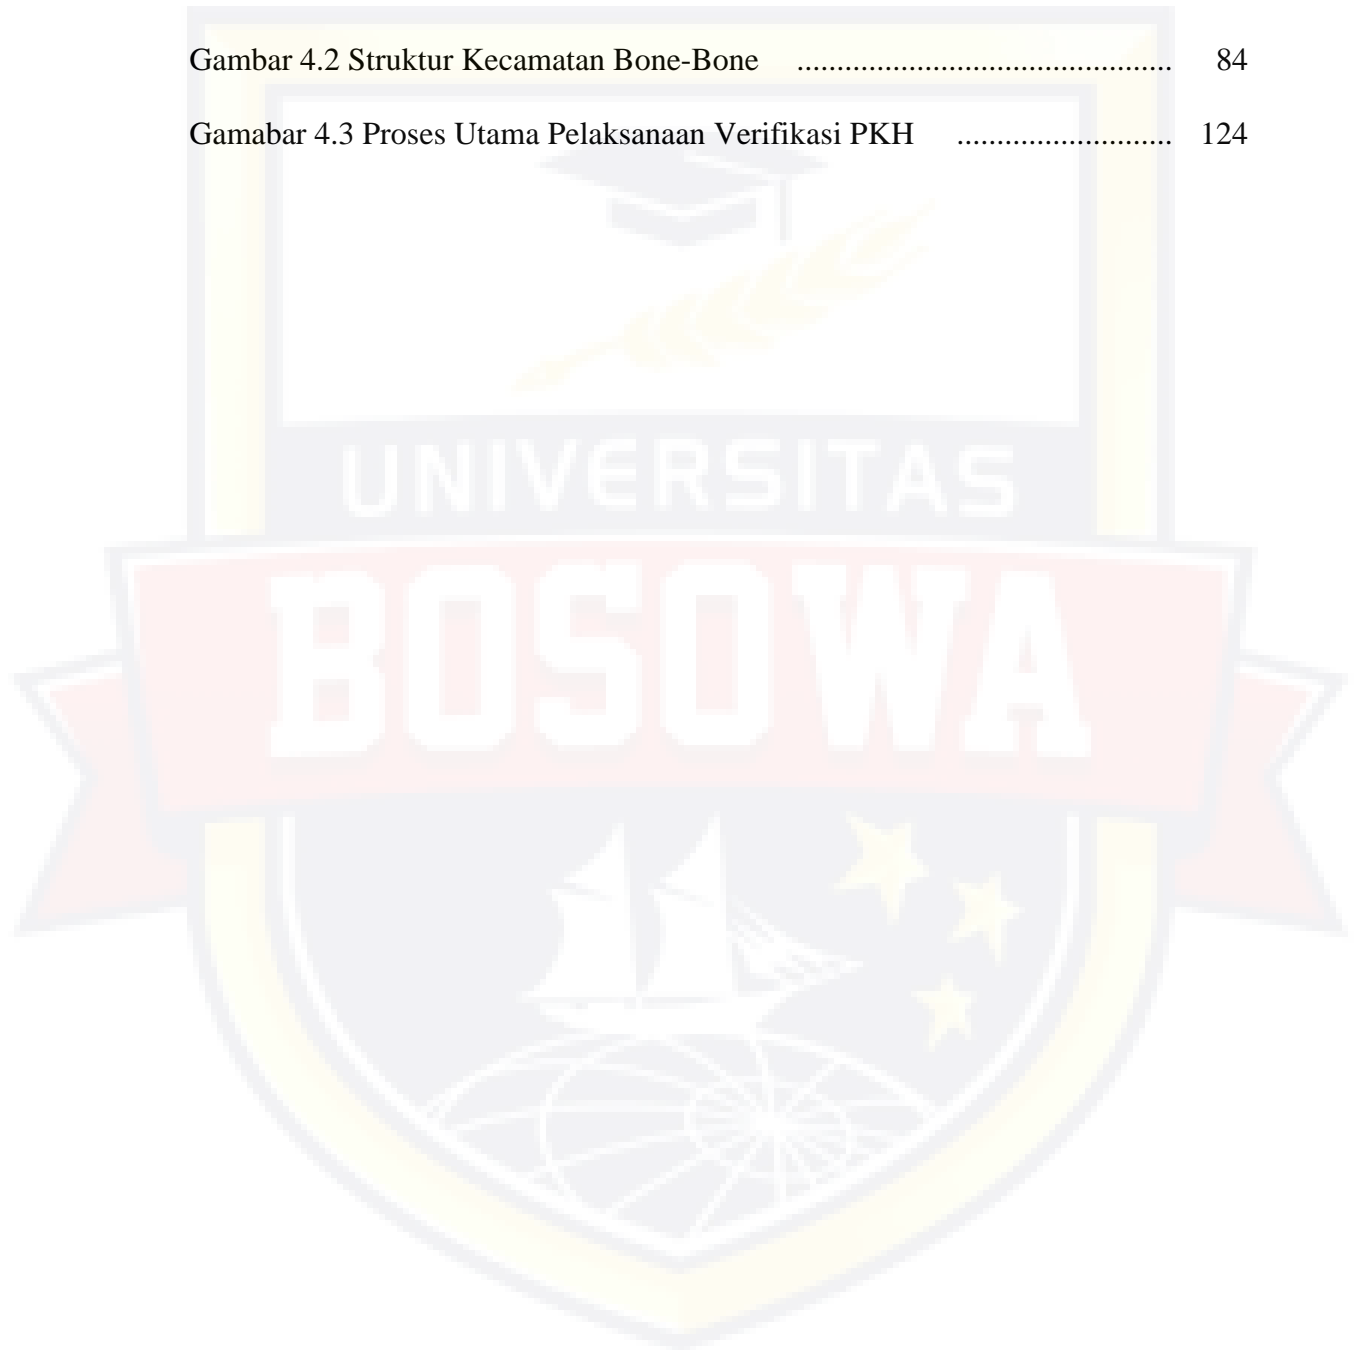 Gambar 4.2 Struktur Kecamatan Bone-Bone ............................................... 84
Gamabar 4.3 Proses Utama Pelaksanaan Verifikasi PKH ........................... 124
UNIVERSITAS
BOSOWA